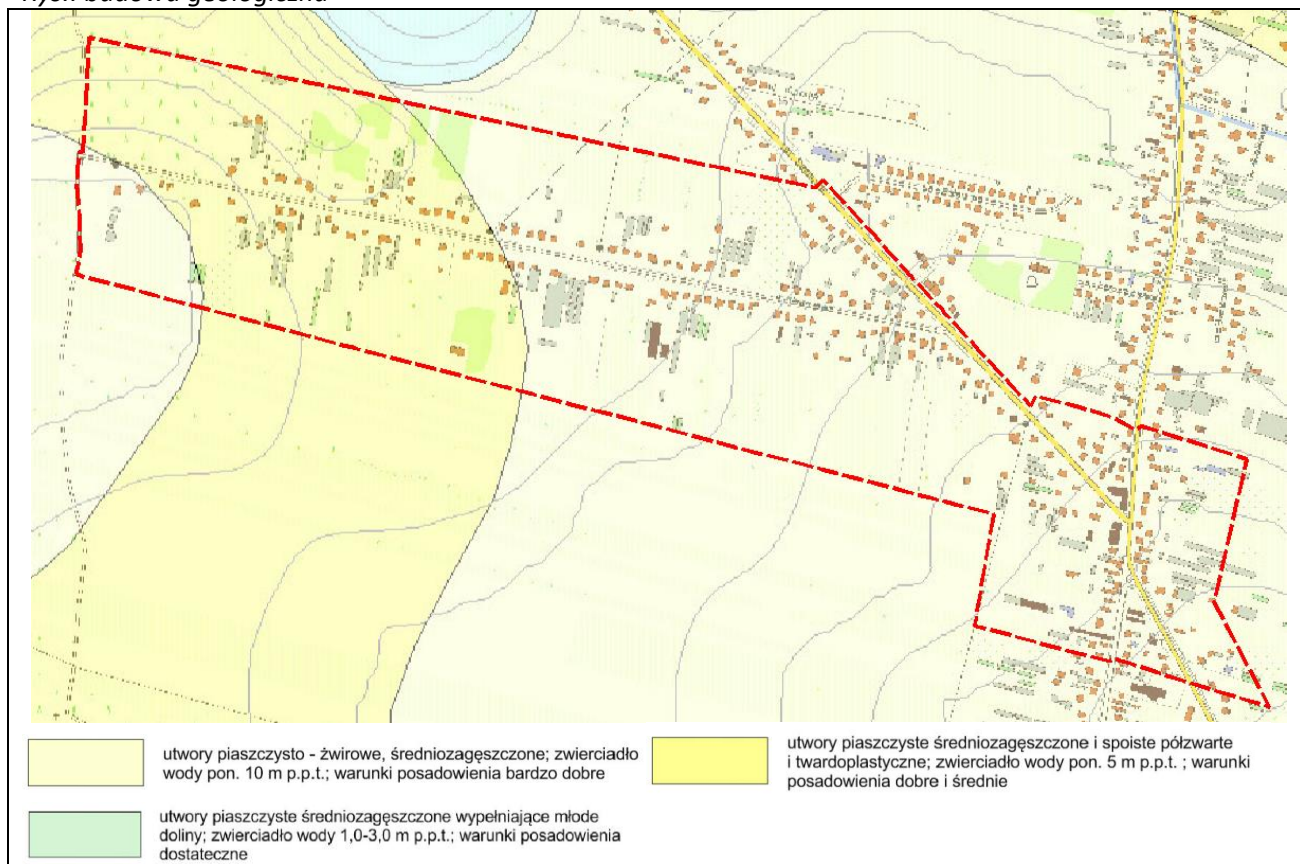 utwory piaszczysto - żwirowe, średniozagęszczone; zwierciadło
wody pon. 10 m p.p.t.; warunki posadowienia bardzo dobre
utwory piaszczyste średniozagęszczone i spoiste półzwarte
i twardoplastyczne; zwierciadło wody pon. 5 m p.p.t. ; warunki
posadowienia dobre i średnie
utwory piaszczyste średniozagęszczone wypełniające młode
doliny; zwierciadło wody 1,0-3,0 m p.p.t.; warunki posadowienia
dostateczne